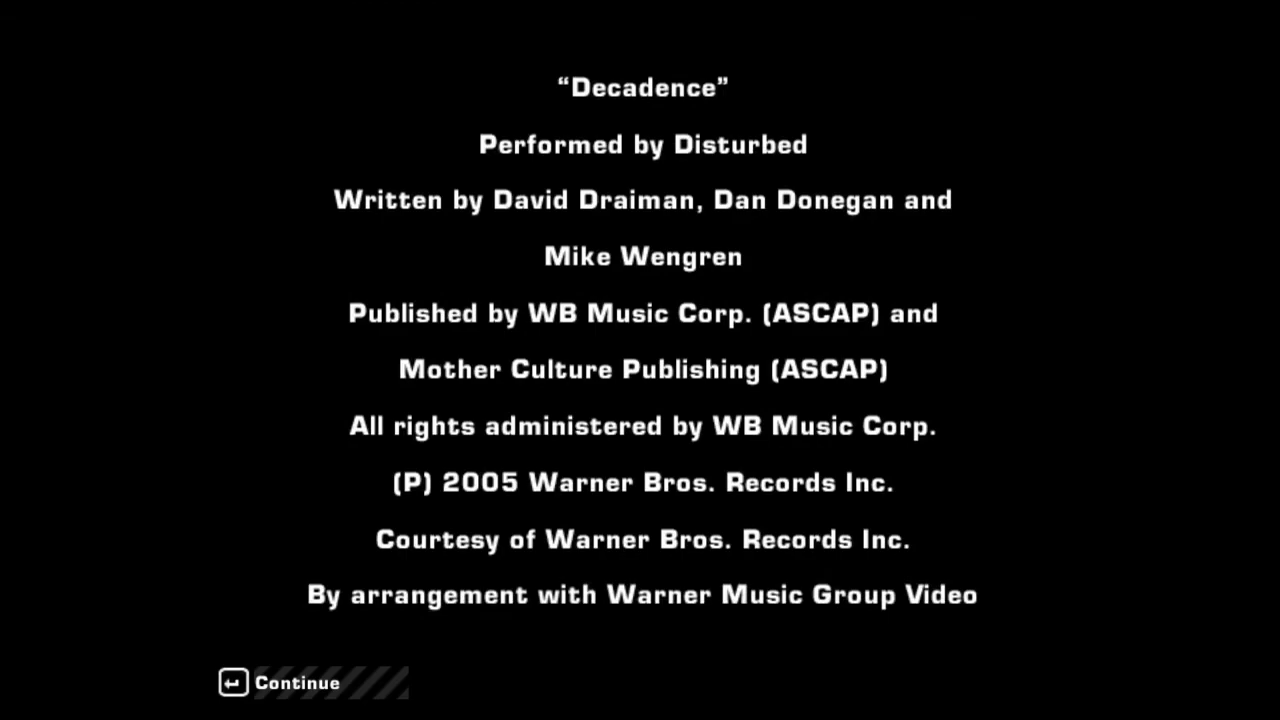 “Decadence”
Performed by Disturbed
Written by David Draiman, Dan Donegan and
Mike Wengren
Published by WB Music Corp. (ASCAP) and
Mother Culture Publishing (ASCAP)
All rights administered by WB Music Corp.
(P) 2005 Warner Bros. Records Inc.
Courtesy of Warner Bros. Records Inc.
By arrangement with Warner Music Group Video
Continue